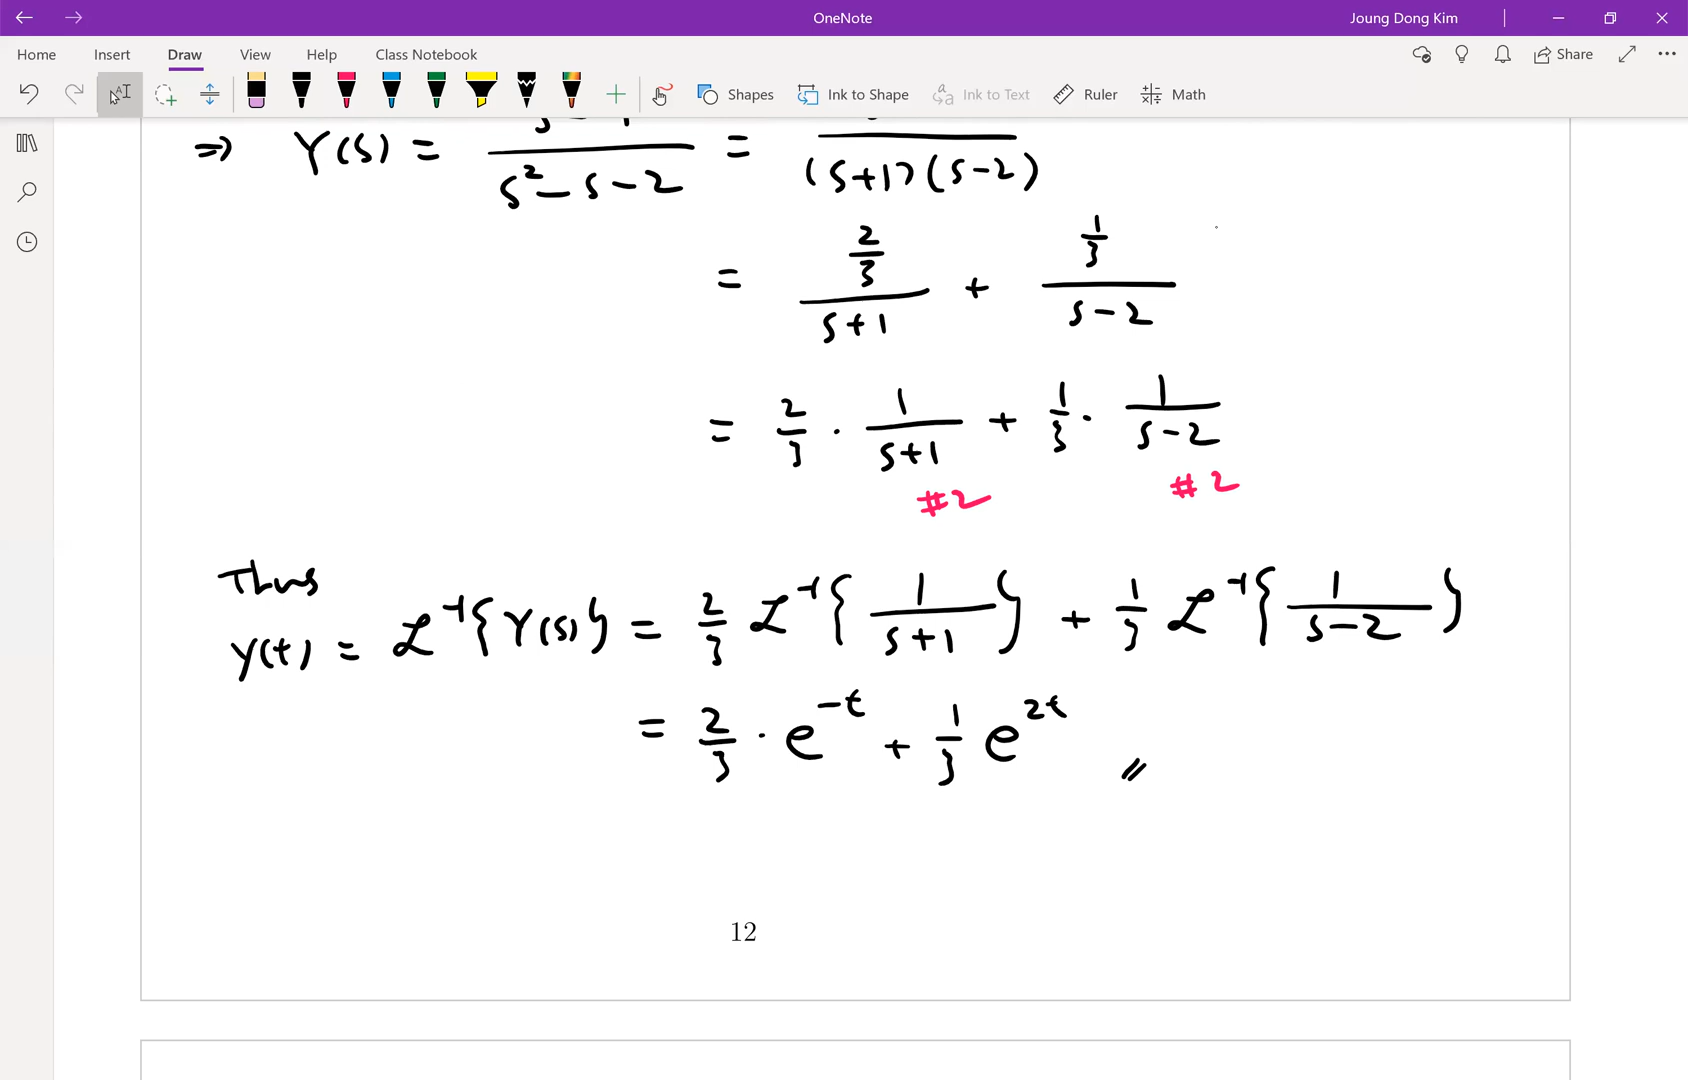 OneNote
Joung Dong Kim
Home Insert Draw View Help Class Notebook
Share
Shapes Ink to Shape Ink to Text Ruler Math
⇒ Y(s) = / (s² - s - 2) = / (s+1)(s-2)
= (2/3)/(s+1) + (1/3)/(s-2)
= 2/3 · 1/(s+1) + 1/3 · 1/(s-2)
#2 #2
Thus
y(t) = ℒ⁻¹{Y(s)} = 2/3 ℒ⁻¹{1/(s+1)} + 1/3 ℒ⁻¹{1/(s-2)}
= 2/3 · e^(-t) + 1/3 e^(2t) //
12